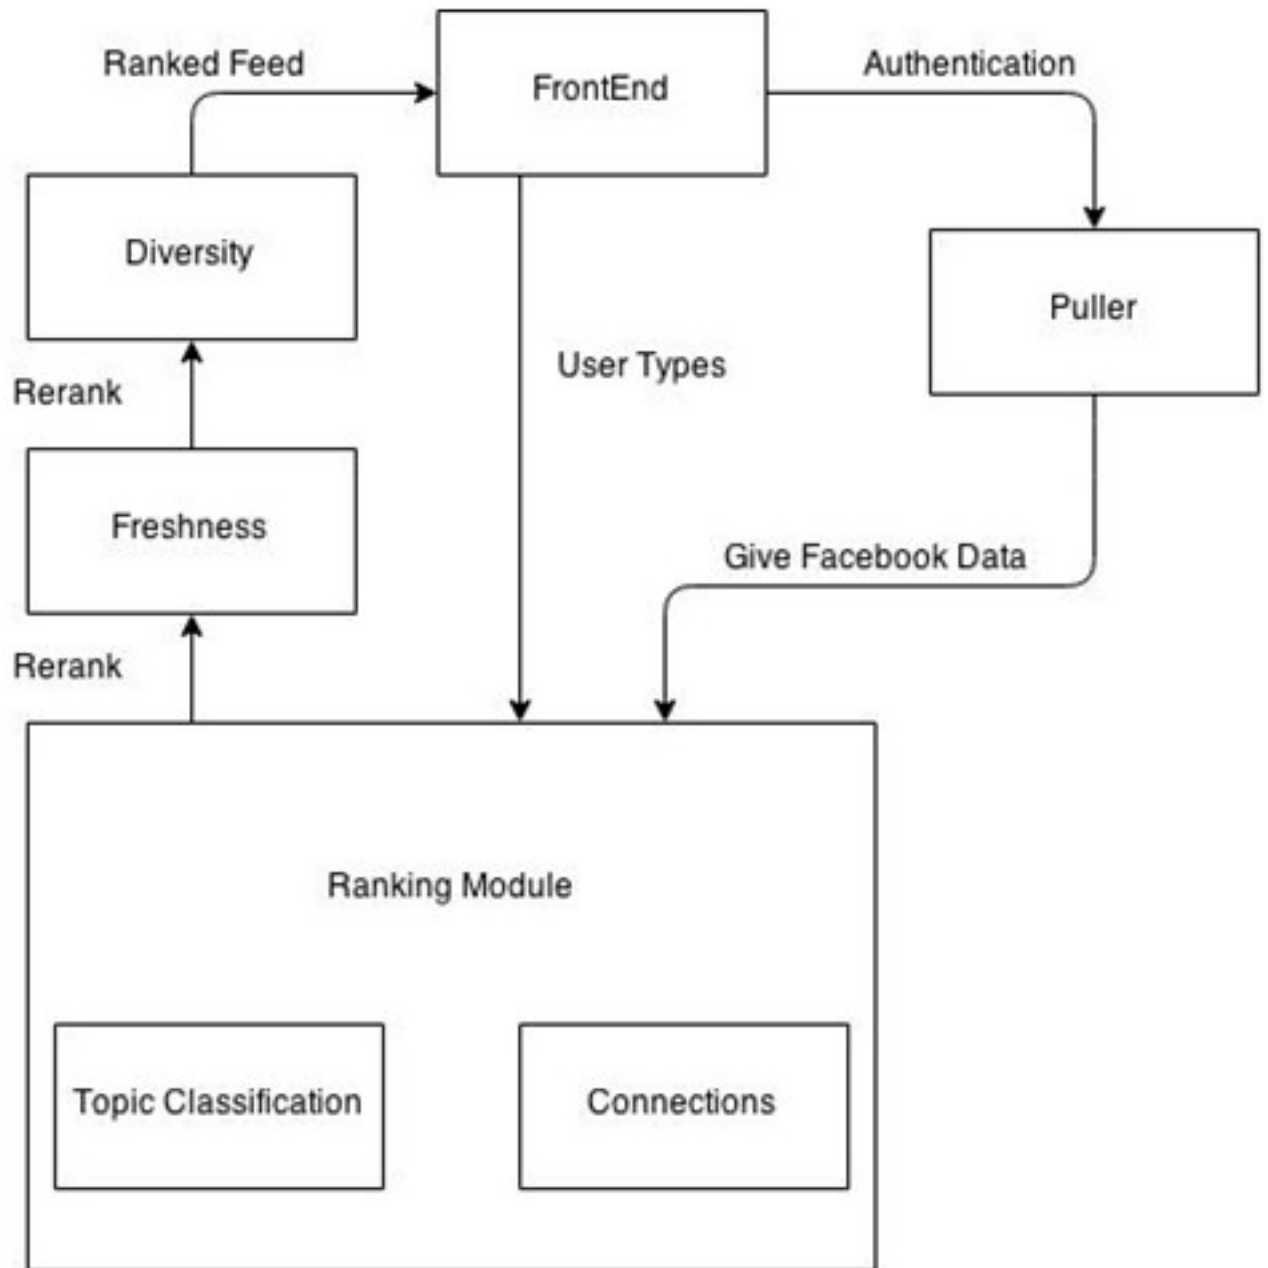 Ranked Feed
FrontEnd
Authentication
Diversity
Puller
User Types
Rerank
Freshness
Give Facebook Data
Rerank
Ranking Module
Topic Classification
Connections